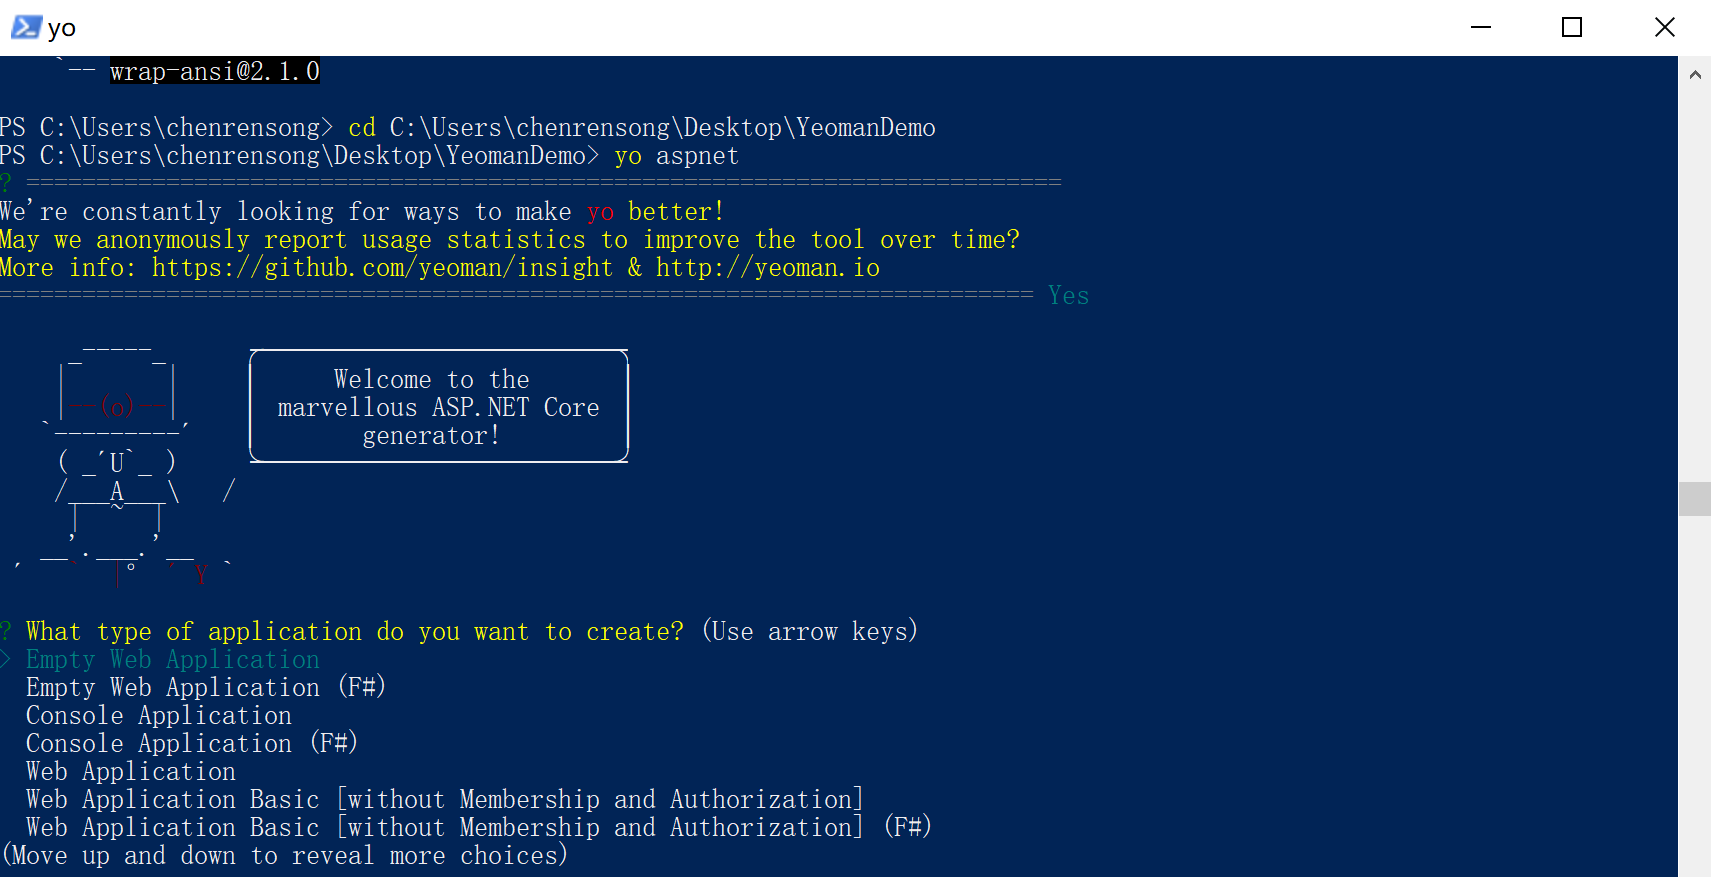 yo
`-- wrap-ansi@2.1.0
PS C:\Users\chenrensong> cd C:\Users\chenrensong\Desktop\YeomanDemo
PS C:\Users\chenrensong\Desktop\YeomanDemo> yo aspnet
? ==========================================================================
We're constantly looking for ways to make yo better!
May we anonymously report usage statistics to improve the tool over time?
More info: https://github.com/yeoman/insight & http://yeoman.io
========================================================================== Yes
Welcome to the
marvellous ASP.NET Core
generator!
? What type of application do you want to create? (Use arrow keys)
> Empty Web Application
Empty Web Application (F#)
Console Application
Console Application (F#)
Web Application
Web Application Basic [without Membership and Authorization]
Web Application Basic [without Membership and Authorization] (F#)
(Move up and down to reveal more choices)